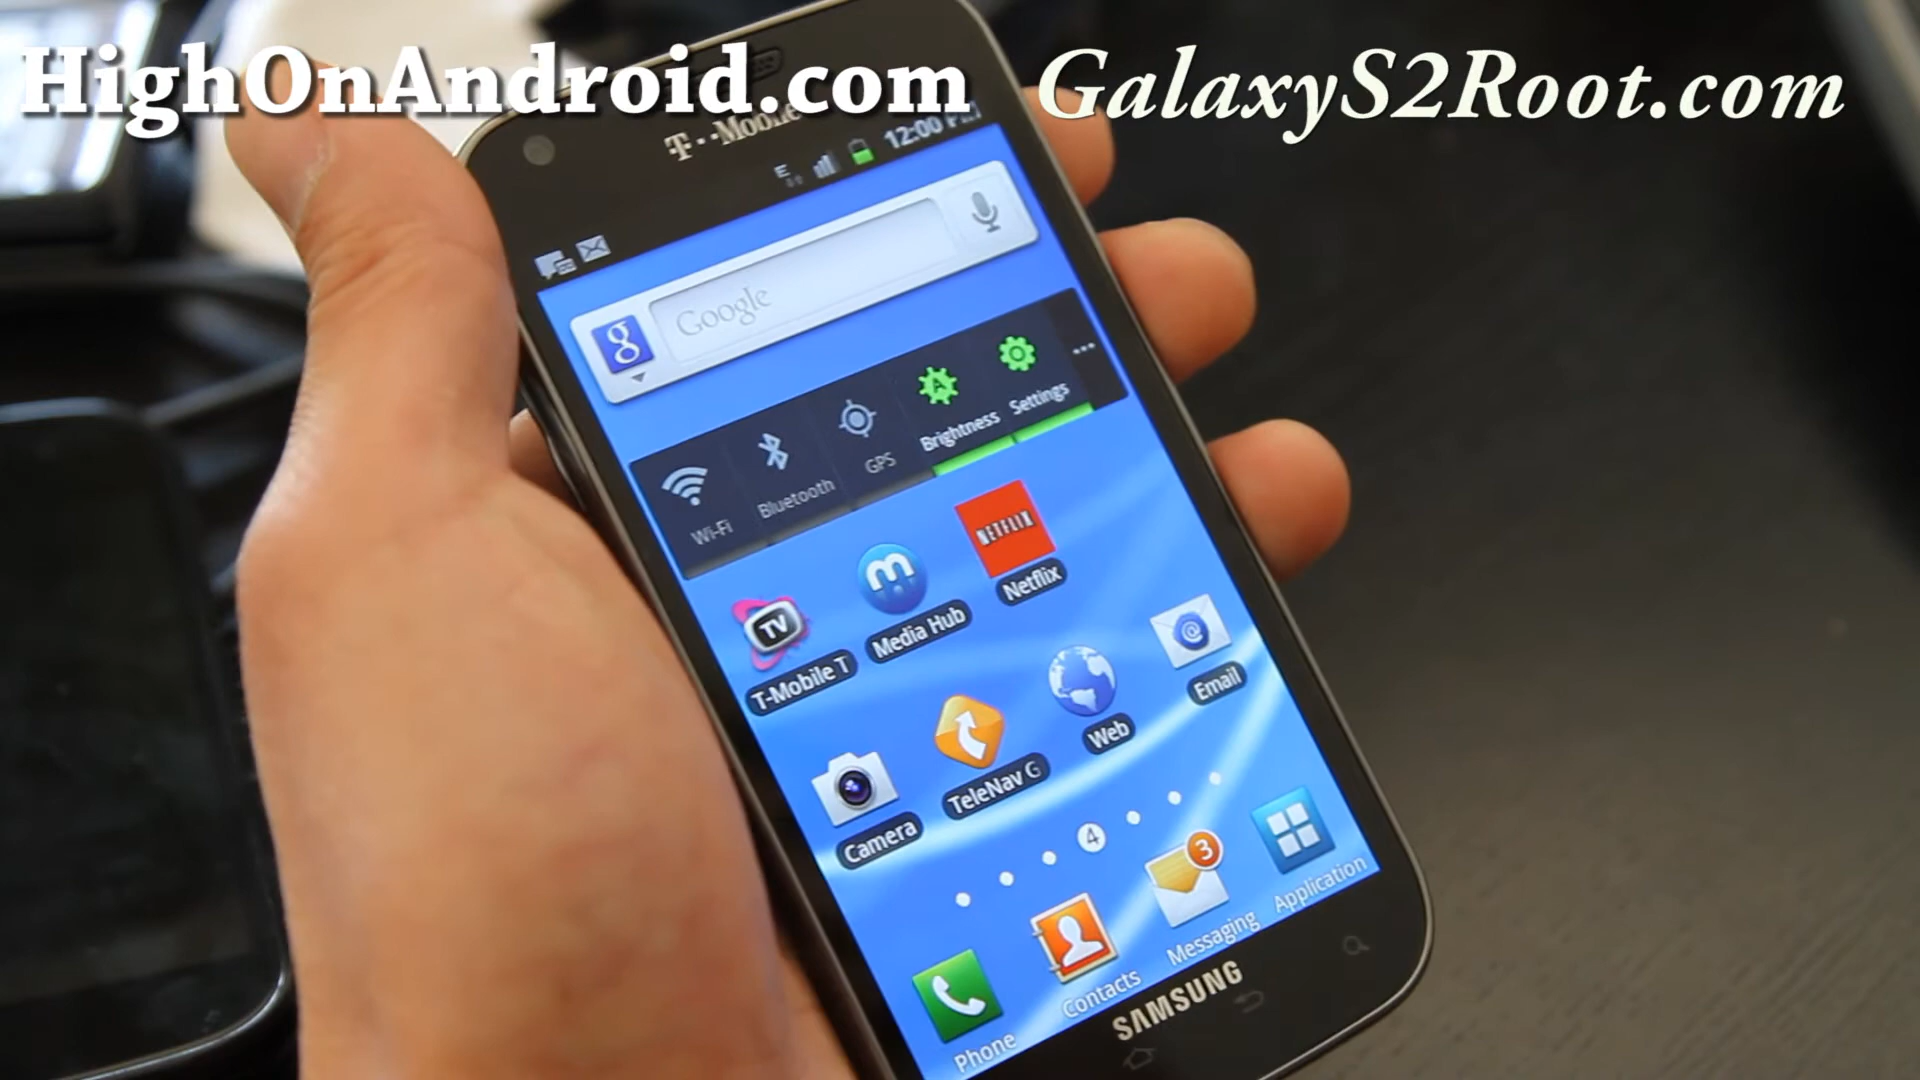 HighOnAndroid.com
GalaxyS2Root.com
T-Mobile
E
12:00 PM
g
Google
Wi-Fi
Bluetooth
GPS
A
Brightness
Settings
TV
T-Mobile T
m
Media Hub
NETFLIX
Netflix
Camera
TeleNav G
Web
@
Email
4
Phone
Contacts
3
Messaging
Application
SAMSUNG